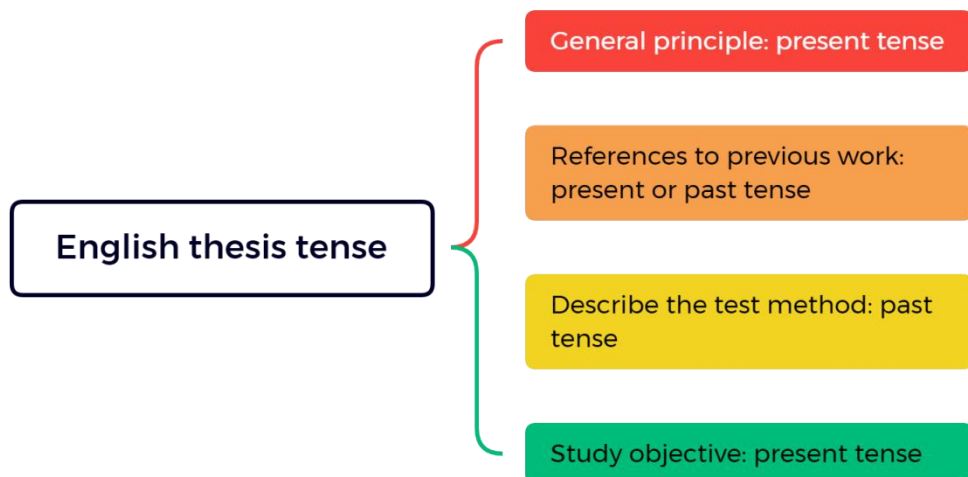 General principle: present tense
References to previous work:
present or past tense
English thesis tense
Describe the test method: past
tense
Study objective: present tense